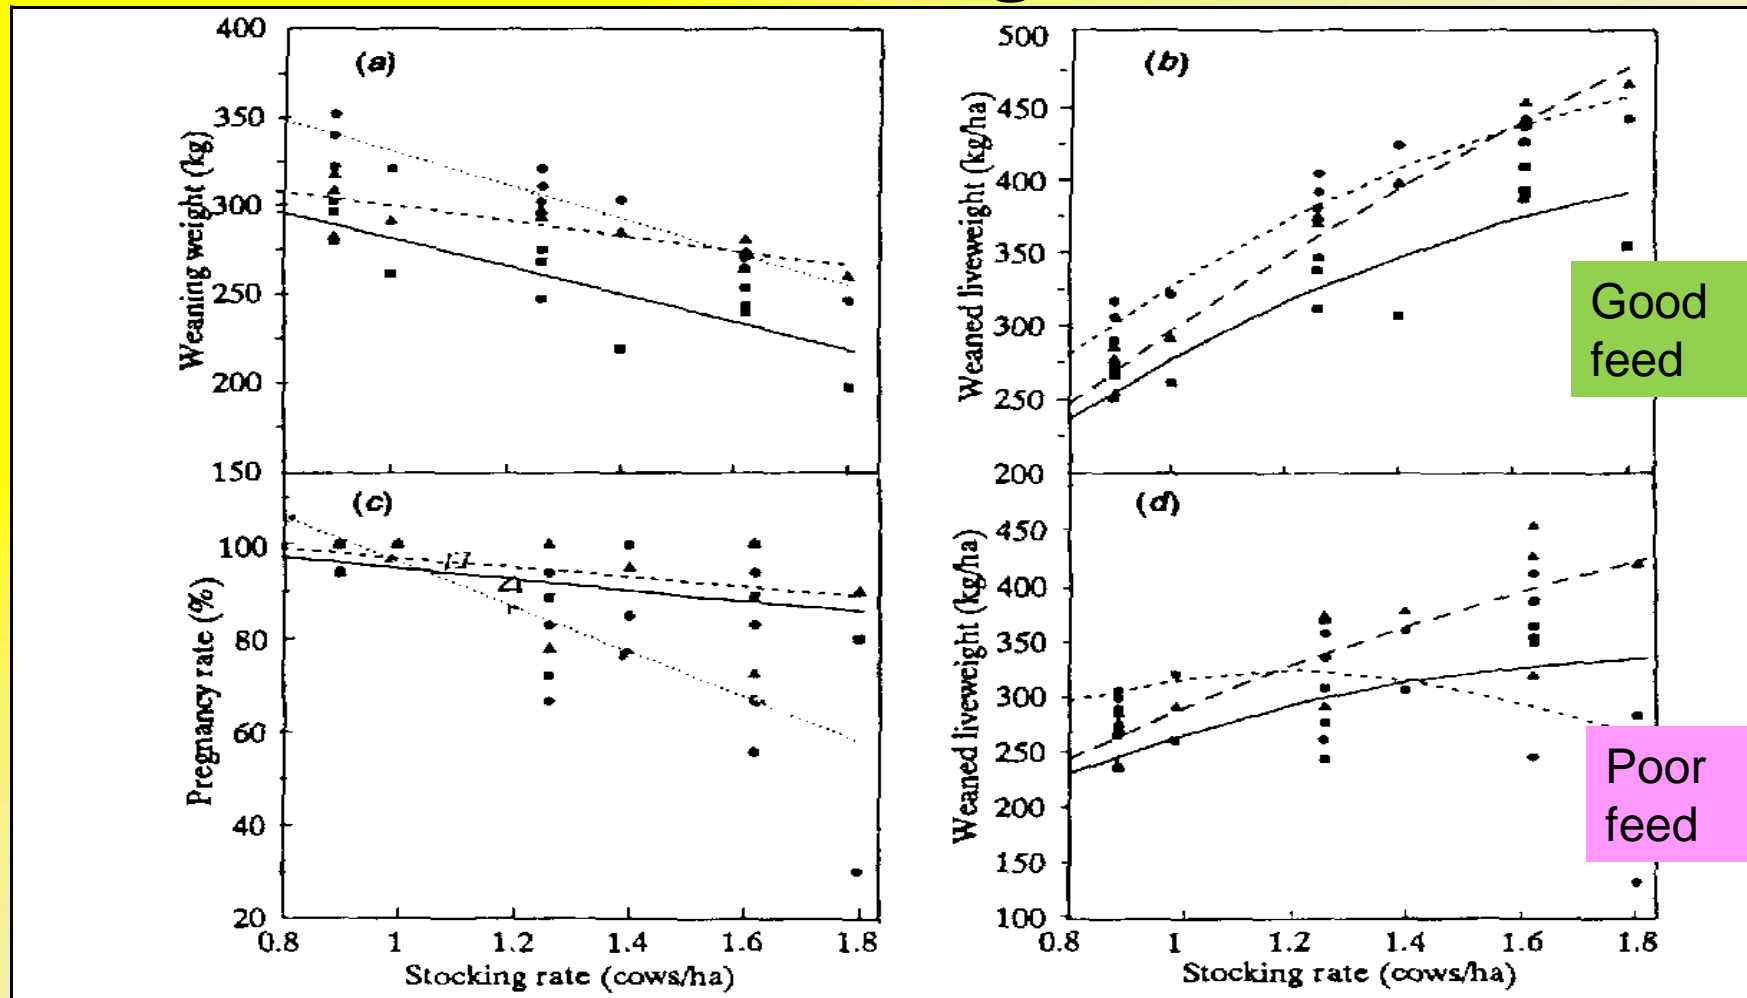 400
350
300
250
200
150
Weaning weight (kg)
(a)
500
450
400
350
300
250
200
Weaned liveweight (kg/ha)
(b)
Good
feed
100
80
60
40
20
Pregnancy rate (%)
(c)
0.8 1 1.2 1.4 1.6 1.8
Stocking rate (cows/ha)
450
400
350
300
250
200
150
100
Weaned liveweight (kg/ha)
(d)
Poor
feed
0.8 1 1.2 1.4 1.6 1.8
Stocking rate (cows/ha)